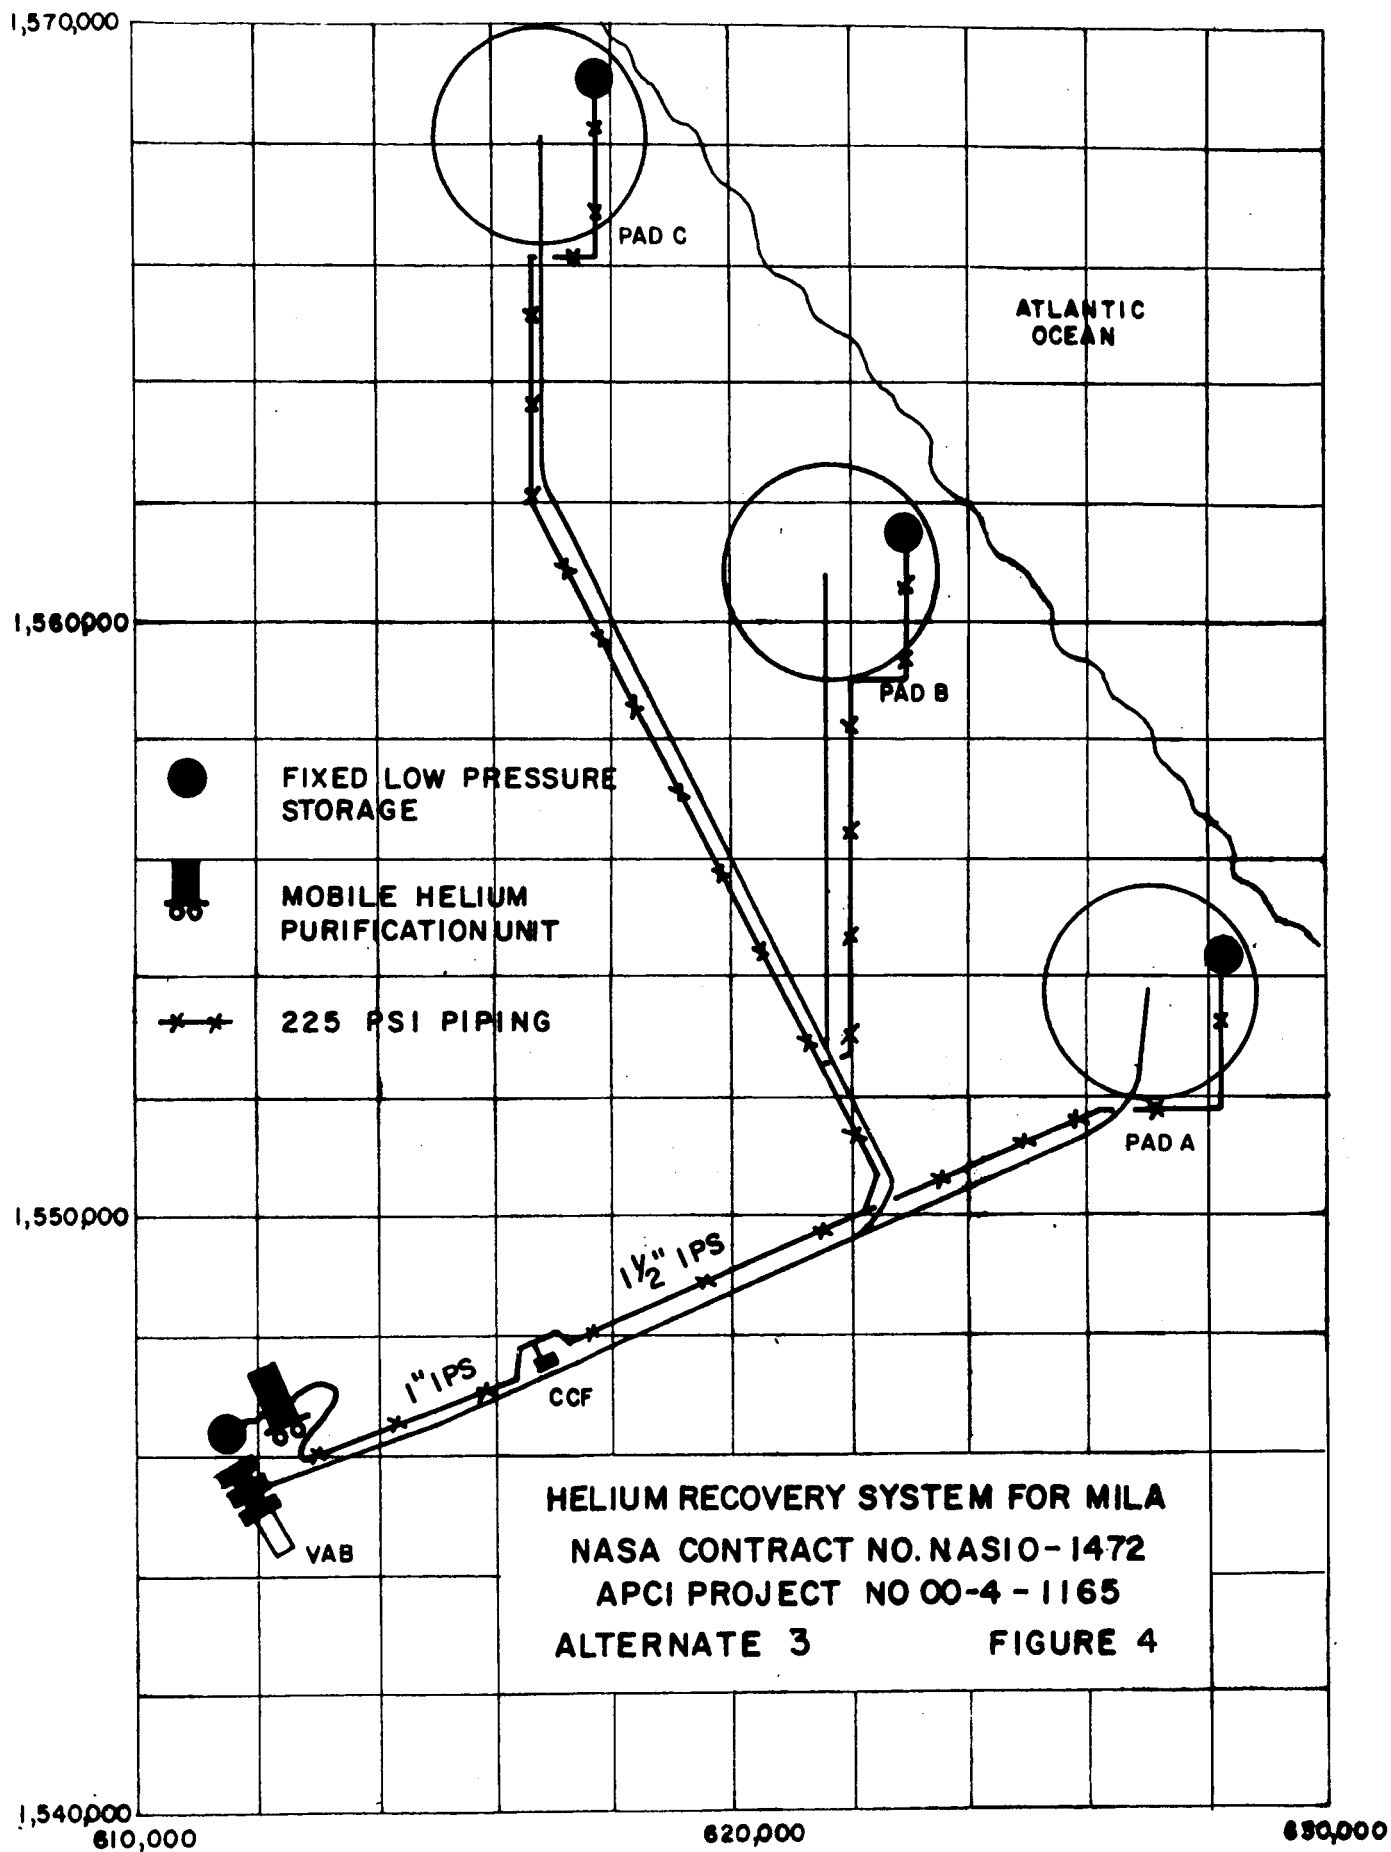 1,570,000
PAD C
ATLANTIC
OCEAN
1,560,000
PAD B
FIXED LOW PRESSURE
STORAGE
MOBILE HELIUM
PURIFICATION UNIT
225 PSI PIPING
PAD A
1,550,000
1½" IPS
1" IPS
CCF
VAB
HELIUM RECOVERY SYSTEM FOR MILA
NASA CONTRACT NO. NAS10-1472
APCI PROJECT NO 00-4-1165
ALTERNATE 3 FIGURE 4
1,540,000
610,000
620,000
630,000